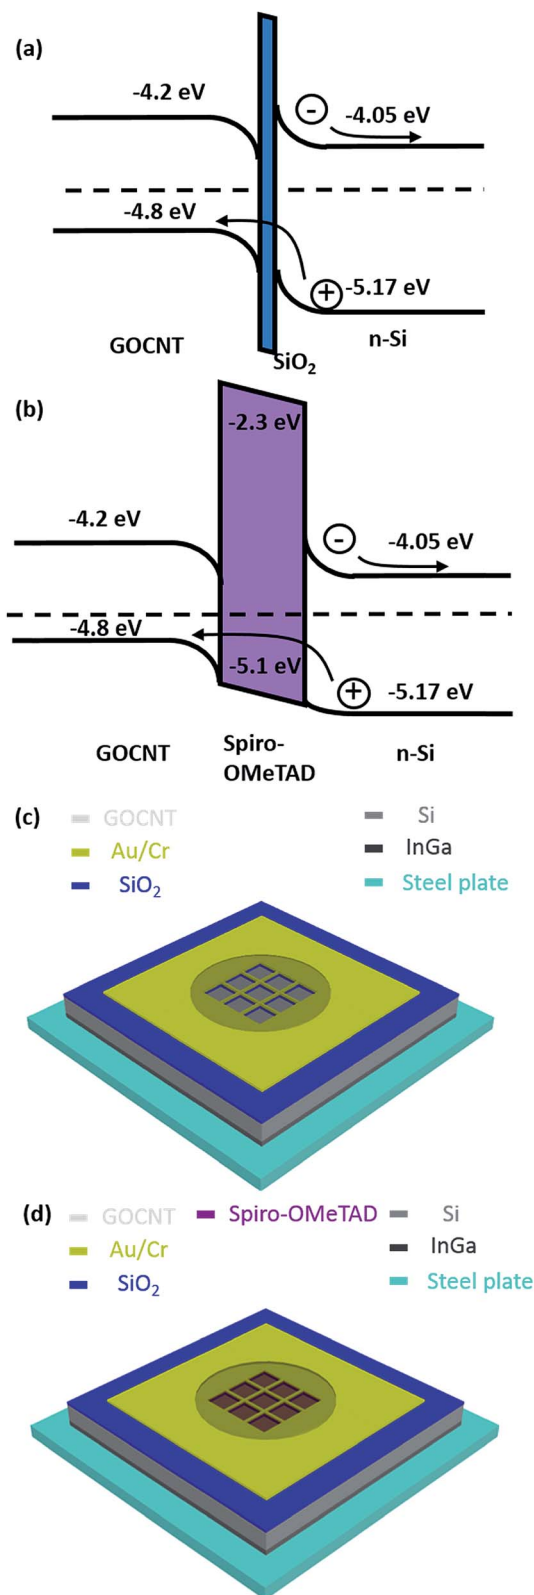 (a)
-4.2 eV
-
-4.05 eV
-4.8 eV
+
-5.17 eV
GOCNT
SiO₂
n-Si
(b)
-2.3 eV
-4.2 eV
-
-4.05 eV
-4.8 eV
-5.1 eV
+
-5.17 eV
GOCNT
Spiro-
OMeTAD
n-Si
(c)
GOCNT
Si
Au/Cr
InGa
SiO₂
Steel plate
(d)
GOCNT
Spiro-OMeTAD
Si
Au/Cr
InGa
SiO₂
Steel plate